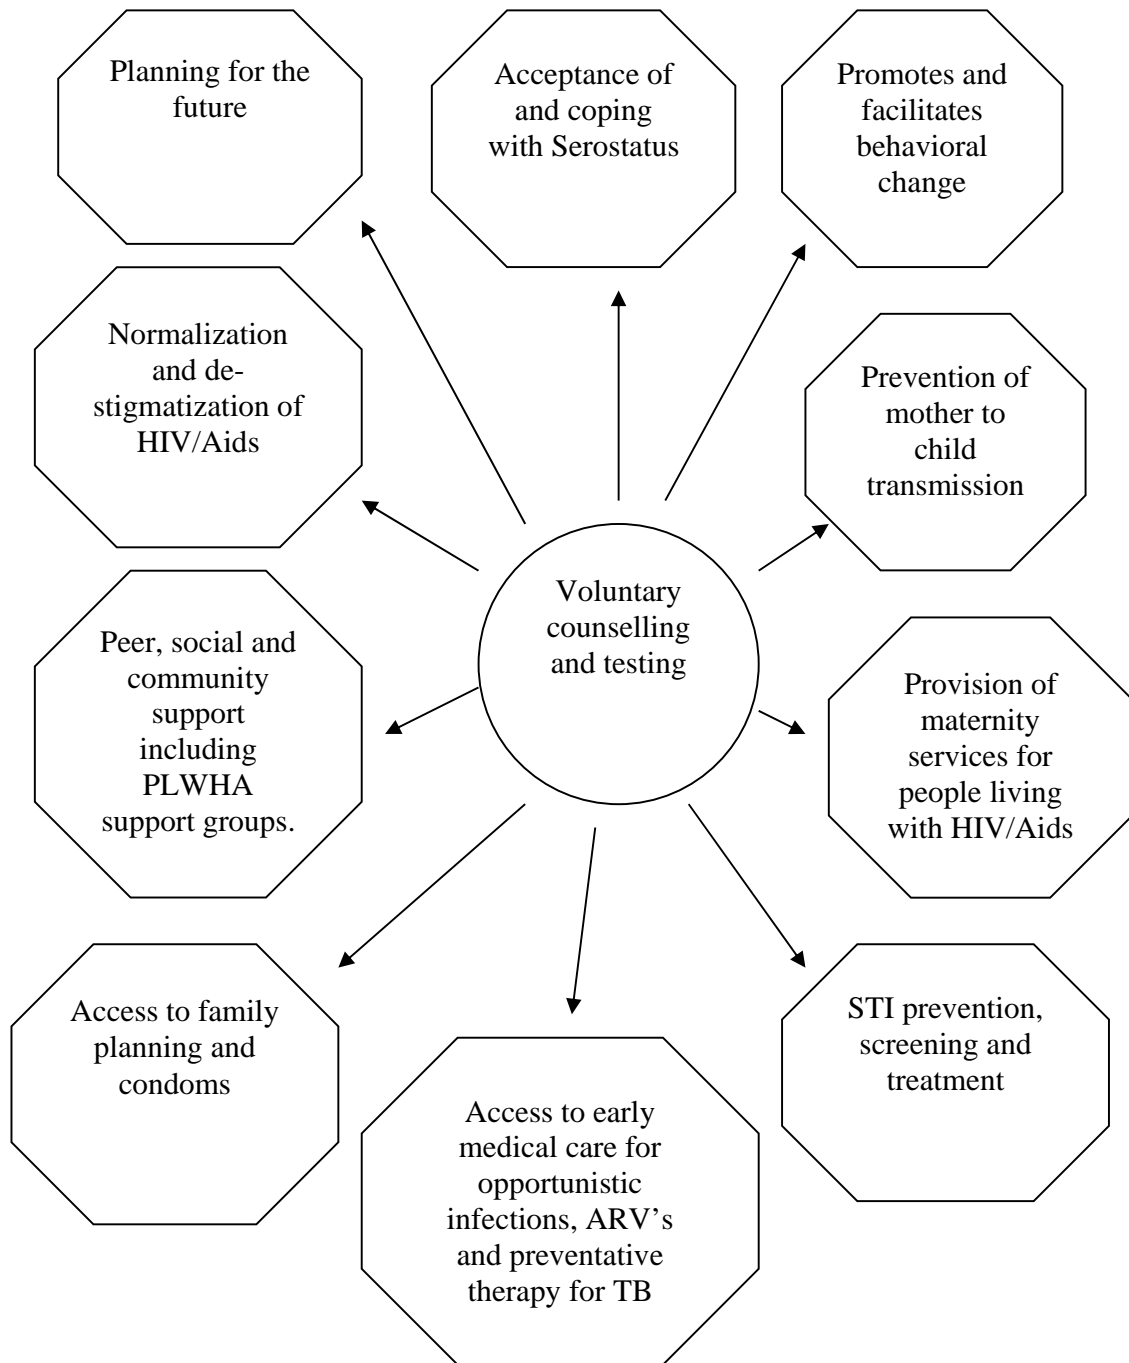 Planning for the
future
Acceptance of
and coping
with Serostatus
Promotes and
facilitates
behavioral
change
Normalization
and de-
stigmatization of
HIV/Aids
Prevention of
mother to
child
transmission
Voluntary
counselling
and testing
Peer, social and
community
support
including
PLWHA
support groups.
Provision of
maternity
services for
people living
with HIV/Aids
Access to family
planning and
condoms
Access to early
medical care for
opportunistic
infections, ARV’s
and preventative
therapy for TB
STI prevention,
screening and
treatment